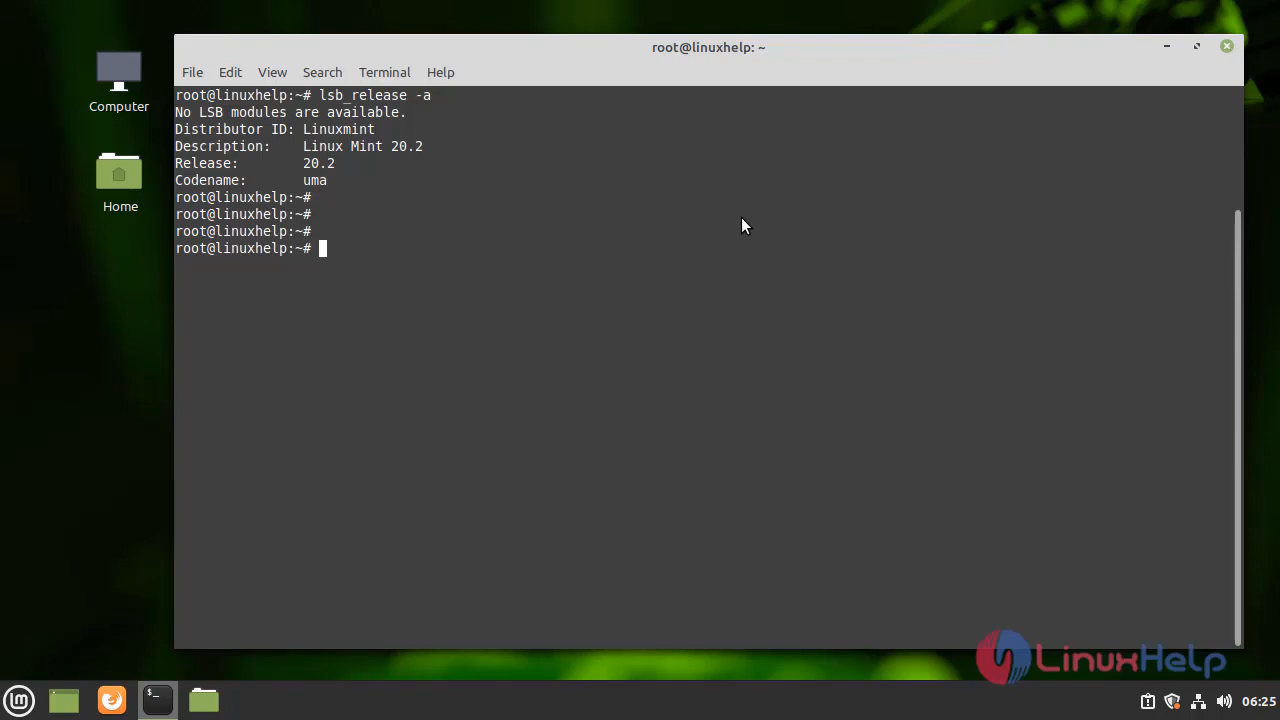 root@linuxhelp: ~
File Edit View Search Terminal Help
Computer
Home
root@linuxhelp:~# lsb_release -a
No LSB modules are available.
Distributor ID: Linuxmint
Description:    Linux Mint 20.2
Release:        20.2
Codename:       uma
root@linuxhelp:~#
root@linuxhelp:~#
root@linuxhelp:~#
root@linuxhelp:~#
LinuxHelp
lm
$_
06:25